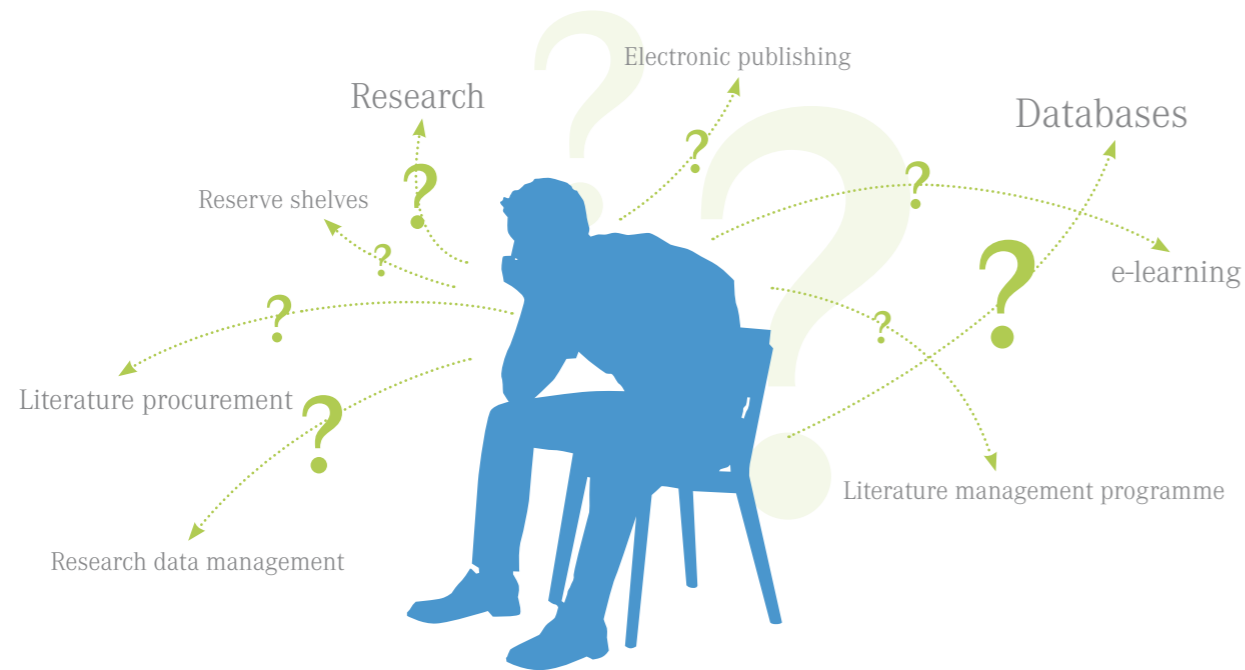 Electronic publishing
Research
Databases
Reserve shelves
e-learning
Literature procurement
Literature management programme
Research data management
?
?
?
?
?
?
?
?
?
?